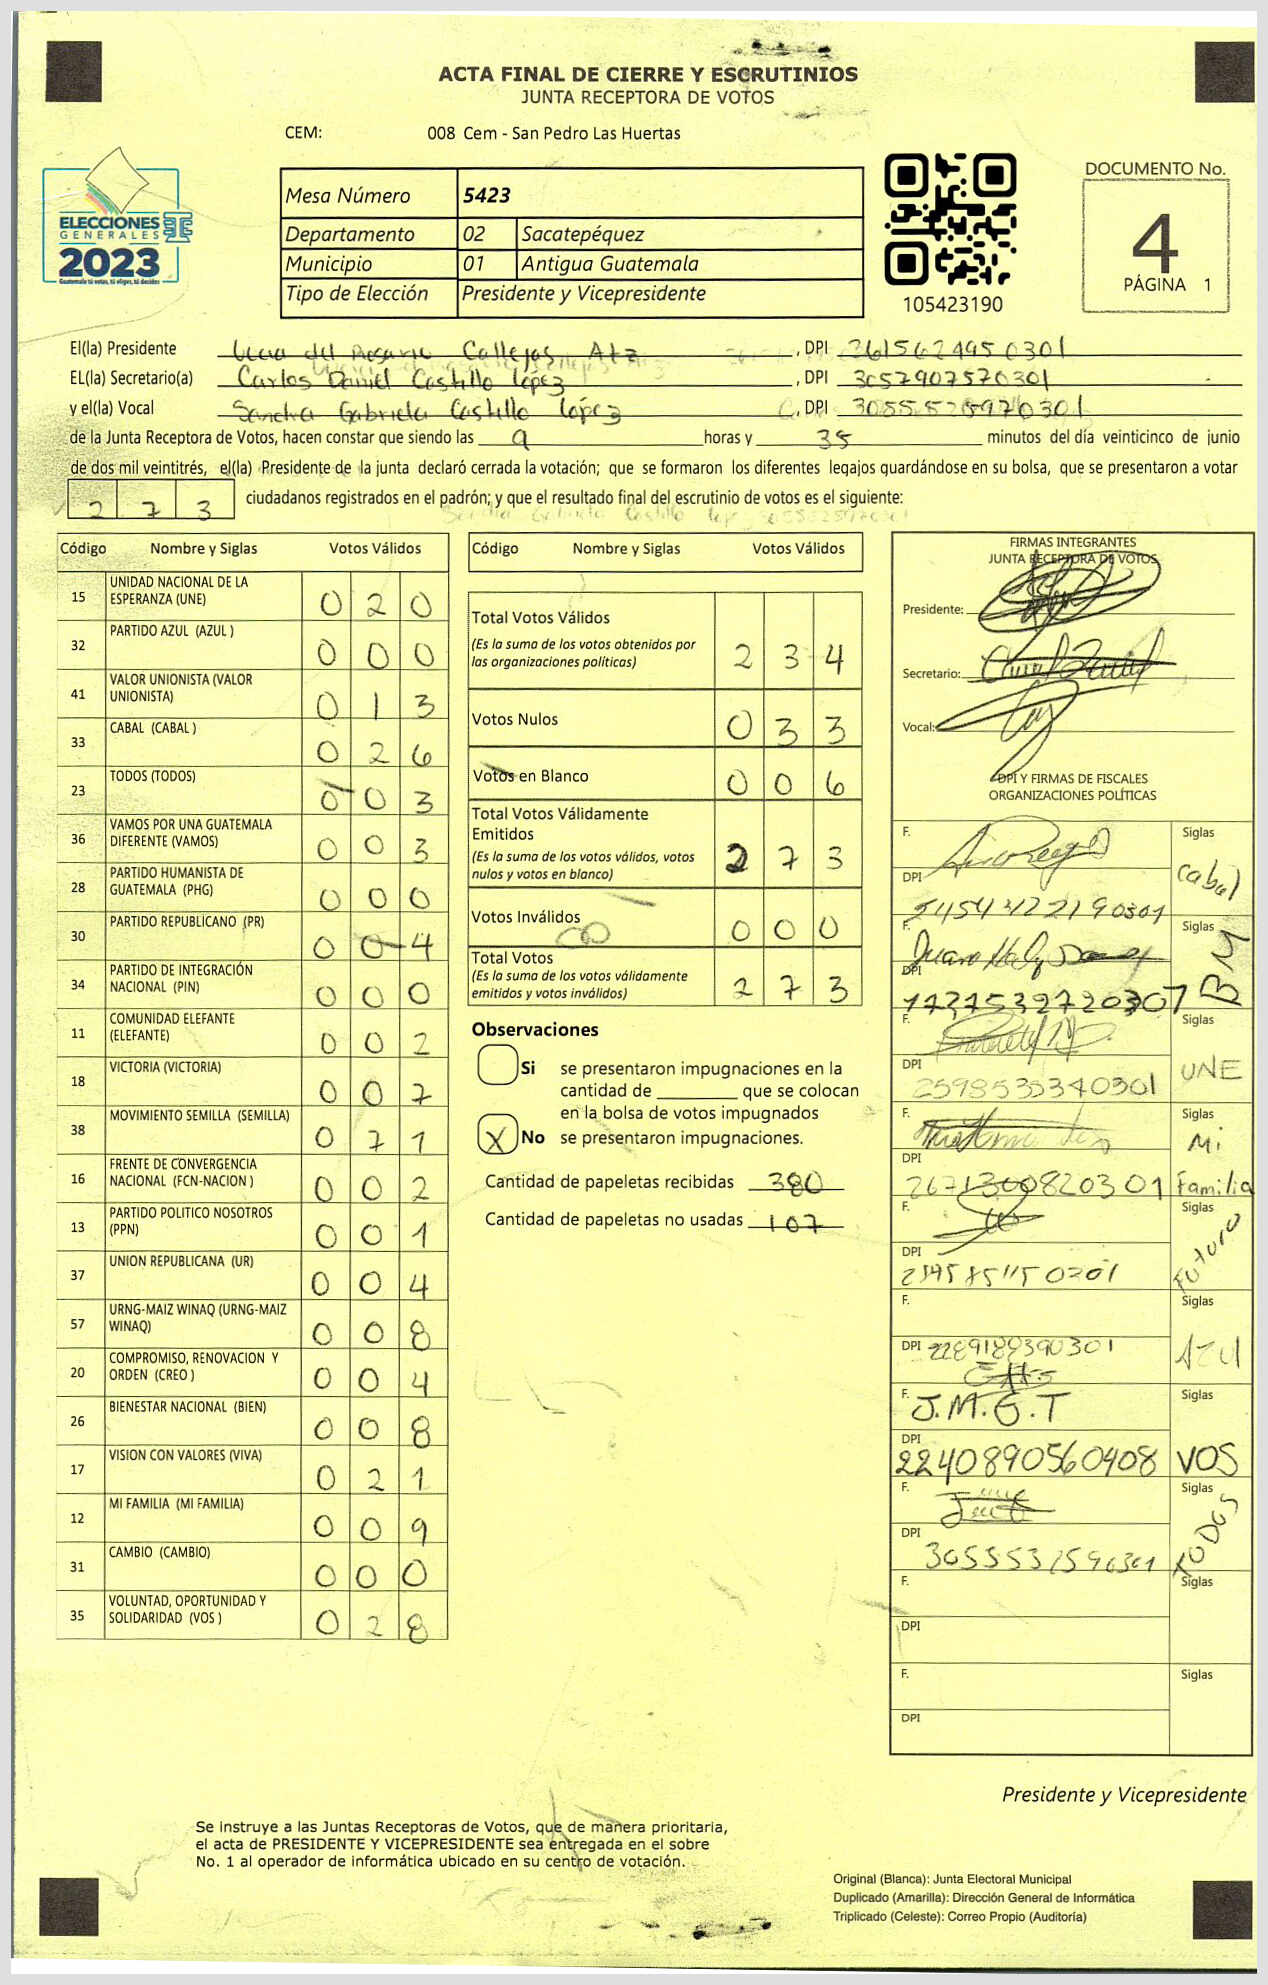 ACTA FINAL DE CIERRE Y ESCRUTINIOS
JUNTA RECEPTORA DE VOTOS
CEM: 008 Cem - San Pedro Las Huertas
ELECCIONES
GENERALES
2023
Guatemala tú votas, tú eliges, tú decides
Mesa Número 5423
Departamento 02 Sacatepéquez
Municipio 01 Antigua Guatemala
Tipo de Elección Presidente y Vicepresidente
105423190
DOCUMENTO No.
4
PÁGINA 1
El(la) Presidente del Rosario Callejas Atz, DPI 2615624950301
EL(la) Secretario(a) Carlos Daniel Castillo López, DPI 3057907570301
y el(la) Vocal Sandra Gabriela Castillo López, DPI 3055525970301
de la Junta Receptora de Votos, hacen constar que siendo las 9 horas y 35 minutos del día veinticinco de junio
de dos mil veintitrés, el(la) Presidente de la junta declaró cerrada la votación; que se formaron los diferentes legajos guardándose en su bolsa, que se presentaron a votar
273 ciudadanos registrados en el padrón; y que el resultado final del escrutinio de votos es el siguiente:
Código Nombre y Siglas Votos Válidos
15 UNIDAD NACIONAL DE LA ESPERANZA (UNE) 0 2 0
32 PARTIDO AZUL (AZUL ) 0 0 0
41 VALOR UNIONISTA (VALOR UNIONISTA) 0 1 3
33 CABAL (CABAL ) 0 2 6
23 TODOS (TODOS) 0 0 3
36 VAMOS POR UNA GUATEMALA DIFERENTE (VAMOS) 0 0 3
28 PARTIDO HUMANISTA DE GUATEMALA (PHG) 0 0 0
30 PARTIDO REPUBLICANO (PR) 0 0 4
34 PARTIDO DE INTEGRACIÓN NACIONAL (PIN) 0 0 0
11 COMUNIDAD ELEFANTE (ELEFANTE) 0 0 2
18 VICTORIA (VICTORIA) 0 0 7
38 MOVIMIENTO SEMILLA (SEMILLA) 0 7 1
16 FRENTE DE CONVERGENCIA NACIONAL (FCN-NACION ) 0 0 2
13 PARTIDO POLITICO NOSOTROS (PPN) 0 0 1
37 UNION REPUBLICANA (UR) 0 0 4
57 URNG-MAIZ WINAQ (URNG-MAIZ WINAQ) 0 0 8
20 COMPROMISO, RENOVACION Y ORDEN (CREO ) 0 0 4
26 BIENESTAR NACIONAL (BIEN) 0 0 8
17 VISION CON VALORES (VIVA) 0 2 1
12 MI FAMILIA (MI FAMILIA) 0 0 9
31 CAMBIO (CAMBIO) 0 0 0
35 VOLUNTAD, OPORTUNIDAD Y SOLIDARIDAD (VOS ) 0 2 8
Código Nombre y Siglas Votos Válidos
Total Votos Válidos
(Es la suma de los votos obtenidos por
las organizaciones politicas) 2 3 4
Votos Nulos 0 3 3
Votos en Blanco 0 0 6
Total Votos Válidamente
Emitidos
(Es la suma de los votos válidos, votos
nulos y votos en blanco) 2 7 3
Votos Inválidos 0 0 0
Total Votos
(Es la suma de los votos válidamente
emitidos y votos inválidos) 2 7 3
Observaciones
Si se presentaron impugnaciones en la
cantidad de ________ que se colocan
en la bolsa de votos impugnados
X No se presentaron impugnaciones.
Cantidad de papeletas recibidas 380
Cantidad de papeletas no usadas 107
FIRMAS INTEGRANTES
JUNTA RECEPTORA DE VOTOS
Presidente:
Secretario:
Vocal:
DPI Y FIRMAS DE FISCALES
ORGANIZACIONES POLÍTICAS
F. Siglas
DPI Cabal
F. Siglas
DPI BM
F. Siglas
DPI 2598535340301 UNE
F. Siglas
DPI 2671300820301 Mi Familia
F. Siglas
DPI FUTURO
F. Siglas
DPI 2289189390301 AZUl
F. J.M.G.T Siglas
DPI 2240890560408 VOS
F. Siglas
DPI TODOS
F. Siglas
DPI
F. Siglas
DPI
Presidente y Vicepresidente
Se instruye a las Juntas Receptoras de Votos, que de manera prioritaria,
el acta de PRESIDENTE Y VICEPRESIDENTE sea entregada en el sobre
No. 1 al operador de informática ubicado en su centro de votación.
Original (Blanca): Junta Electoral Municipal
Duplicado (Amarilla): Dirección General de Informática
Triplicado (Celeste): Correo Propio (Auditoría)